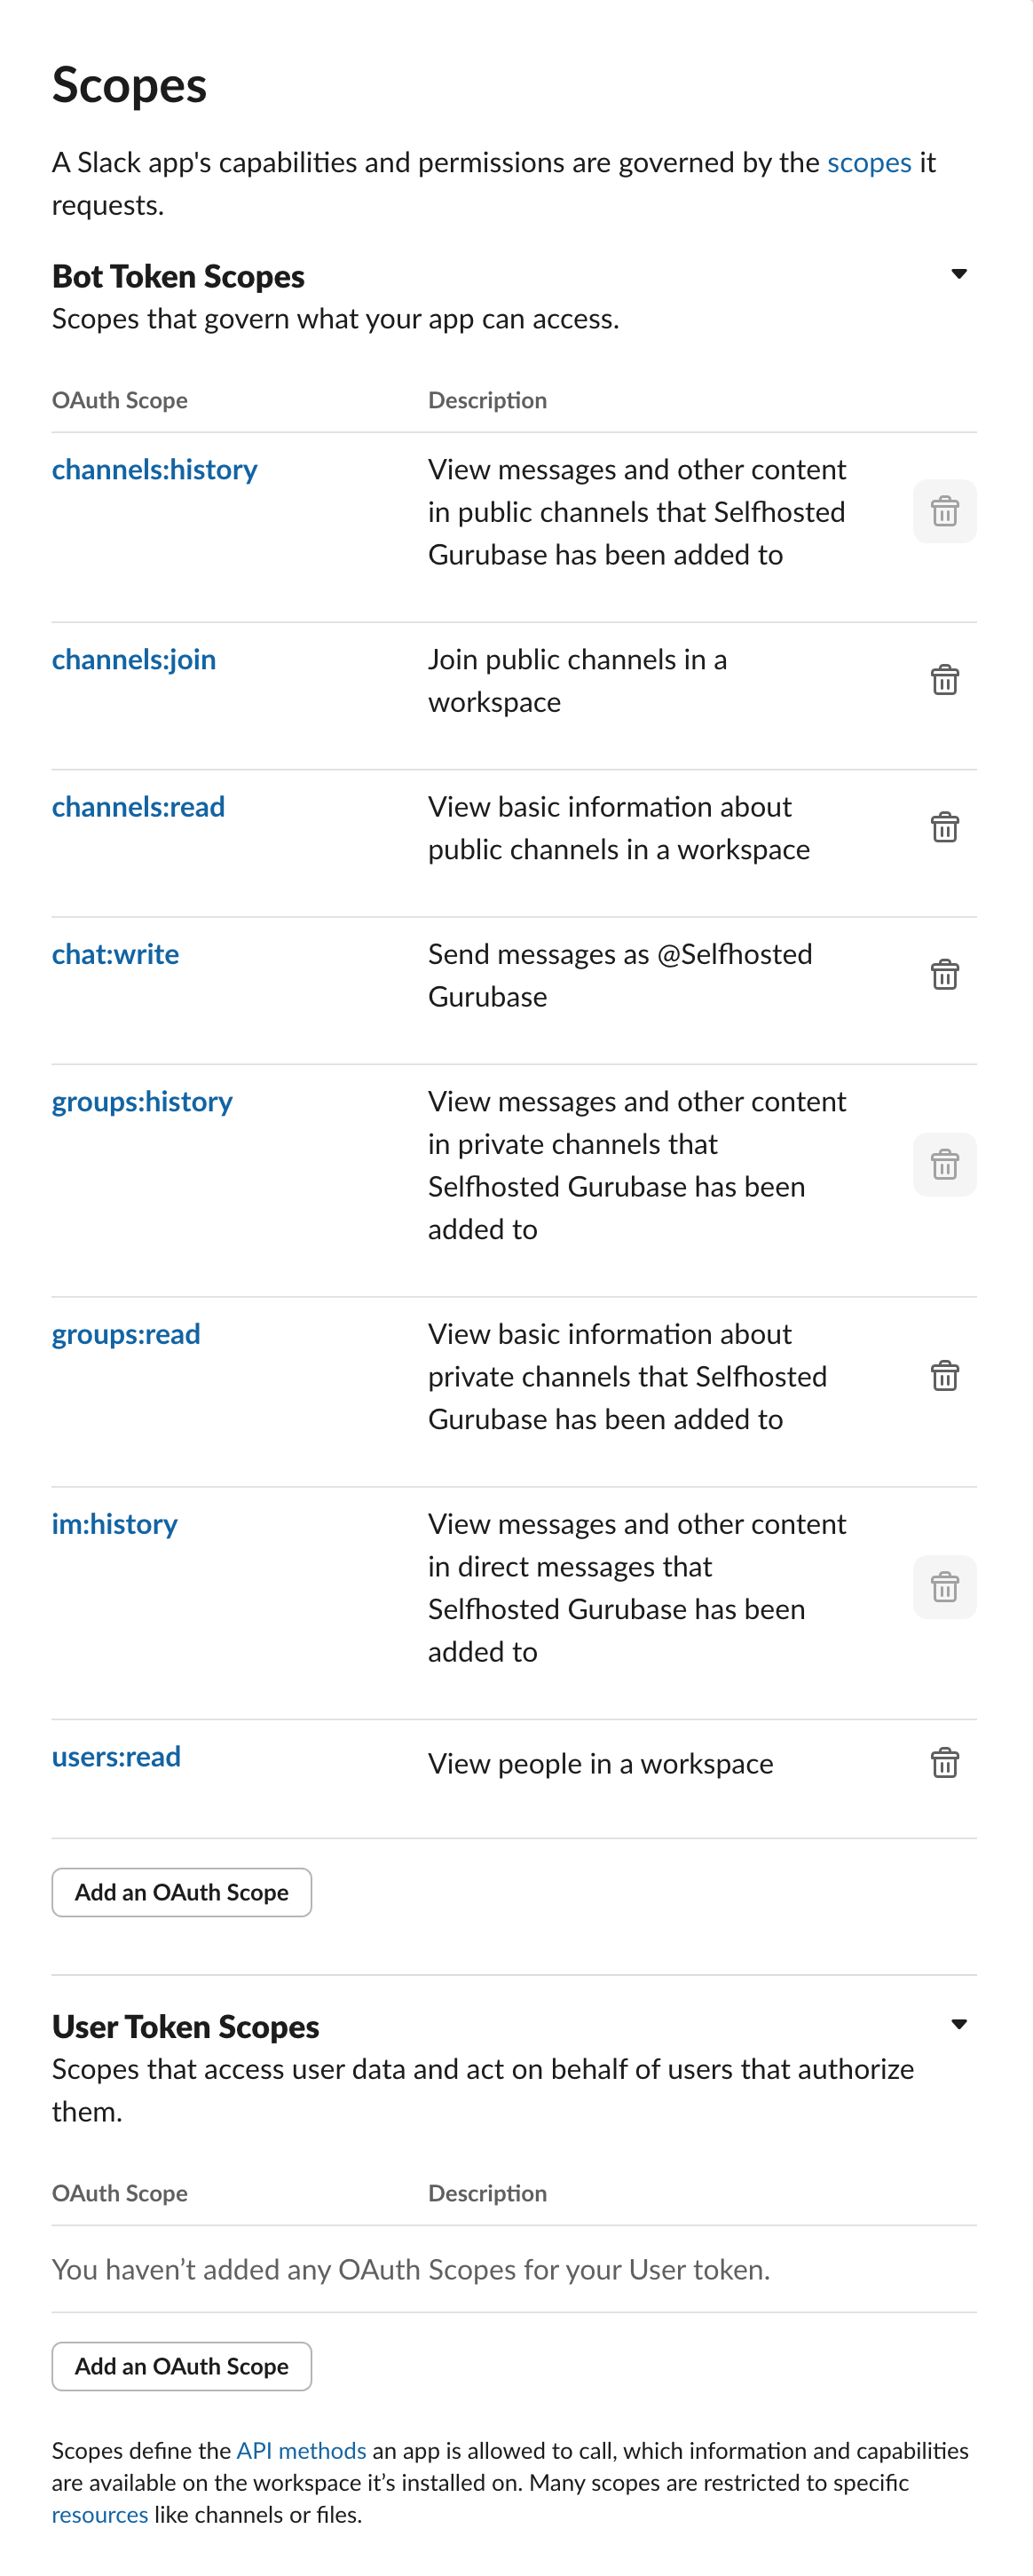 Scopes
A Slack app's capabilities and permissions are governed by the scopes it
requests.
Bot Token Scopes
Scopes that govern what your app can access.
OAuth Scope Description
channels:history View messages and other content
in public channels that Selfhosted
Gurubase has been added to
channels:join Join public channels in a
workspace
channels:read View basic information about
public channels in a workspace
chat:write Send messages as @Selfhosted
Gurubase
groups:history View messages and other content
in private channels that
Selfhosted Gurubase has been
added to
groups:read View basic information about
private channels that Selfhosted
Gurubase has been added to
im:history View messages and other content
in direct messages that
Selfhosted Gurubase has been
added to
users:read View people in a workspace
Add an OAuth Scope
User Token Scopes
Scopes that access user data and act on behalf of users that authorize
them.
OAuth Scope Description
You haven’t added any OAuth Scopes for your User token.
Add an OAuth Scope
Scopes define the API methods an app is allowed to call, which information and capabilities
are available on the workspace it’s installed on. Many scopes are restricted to specific
resources like channels or files.